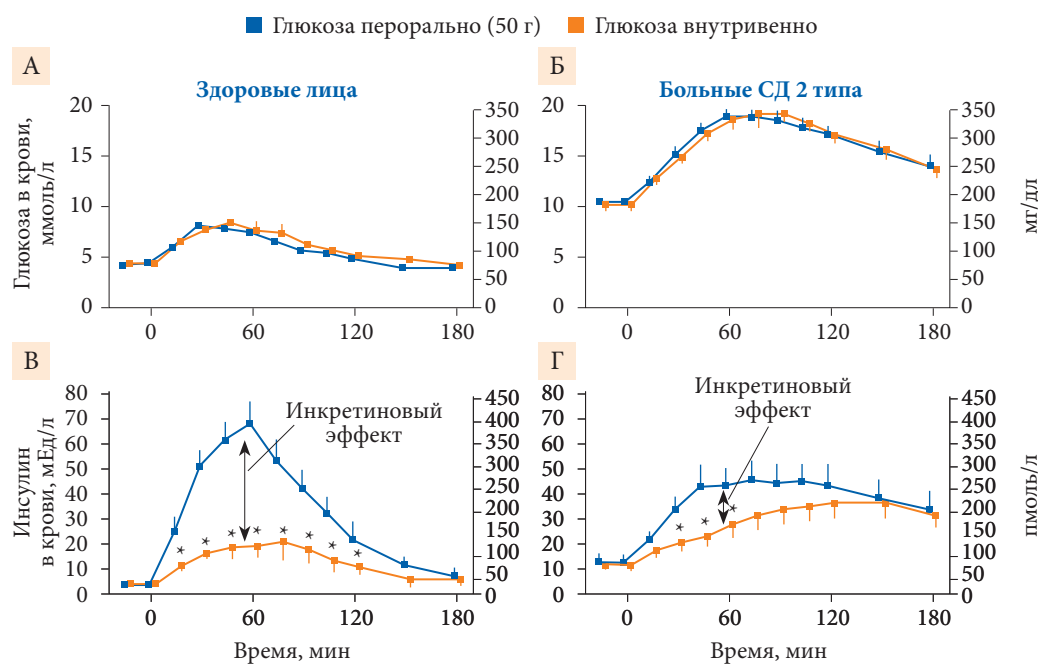 Глюкоза перорально (50 г) Глюкоза внутривенно
А
Здоровые лица
Глюкоза в крови,
ммоль/л
20
15
10
5
0
350
300
250
200
150
100
50
0
0 60 120 180
Б
Больные СД 2 типа
20
15
10
5
0
350
300
250
200
150
100
50
0
мг/дл
0 60 120 180
В
Инсулин
в крови, мЕд/л
80
70
60
50
40
30
20
10
0
Инкретиновый
эффект
450
400
350
300
250
200
150
100
50
0
0 60 120 180
Время, мин
Г
80
70
60
50
40
30
20
10
0
Инкретиновый
эффект
450
400
350
300
250
200
150
100
50
0
пмоль/л
0 60 120 180
Время, мин